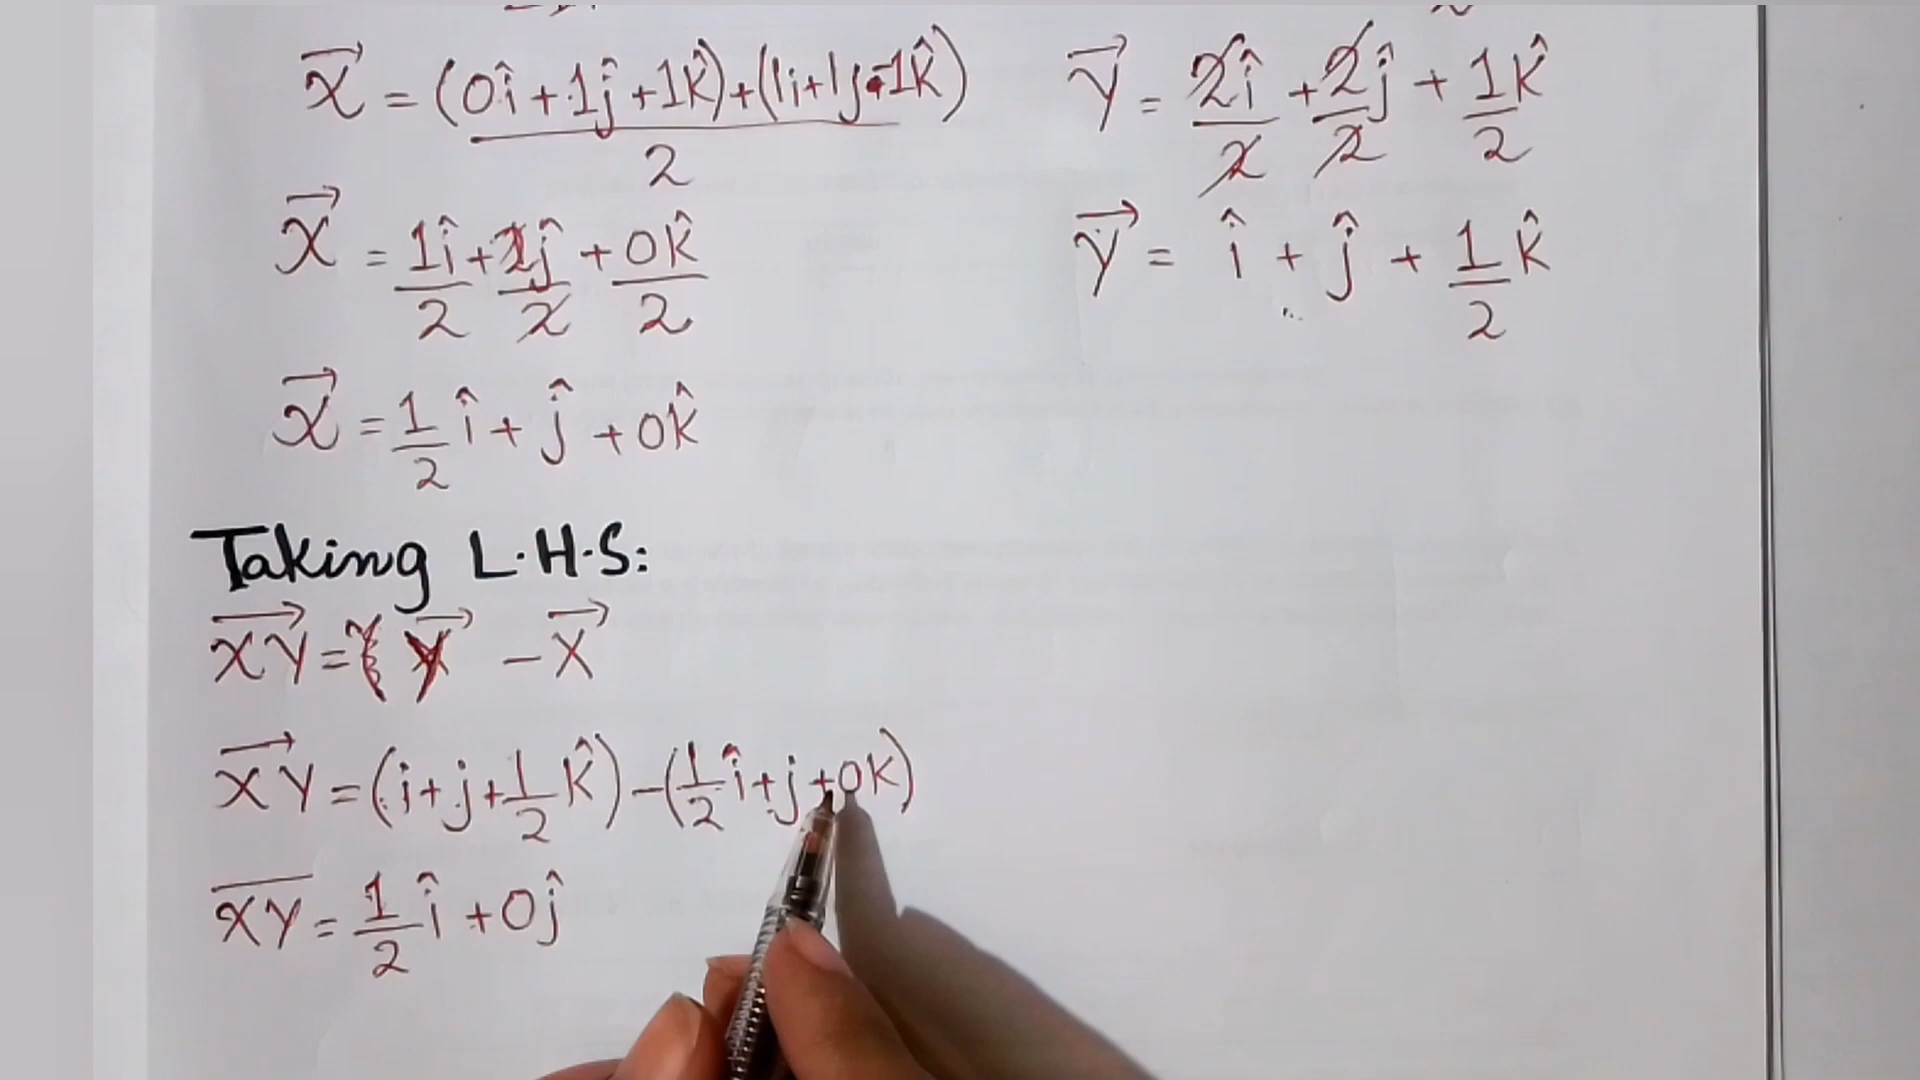 X⃗ = (0î + 1ĵ + 1k̂) + (1i + 1j - 1k̂)
2
X⃗ = 1î/2 + 2ĵ/2 + 0k̂/2
X⃗ = 1/2 î + ĵ + 0k̂
Y⃗ = 2î/2 + 2ĵ/2 + 1k̂/2
Y⃗ = î + ĵ + 1/2 k̂
Taking L.H.S:
XY⃗ = Y⃗ - X⃗
XY⃗ = (i + j + 1/2 k̂) - (1/2 î + j + 0k)
XY = 1/2 î + 0ĵ